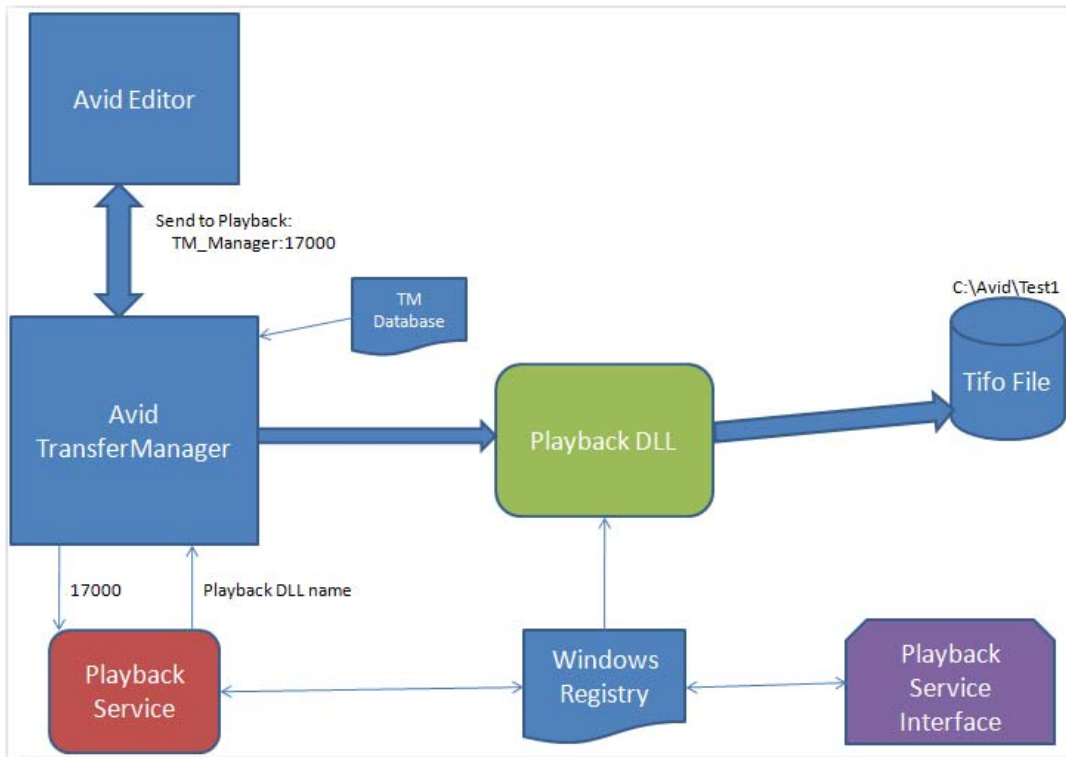 Avid Editor
Send to Playback:
TM_Manager:17000
TM
Database
C:\Avid\Test1
Tifo File
Avid
TransferManager
Playback DLL
17000
Playback DLL name
Playback
Service
Windows
Registry
Playback
Service
Interface